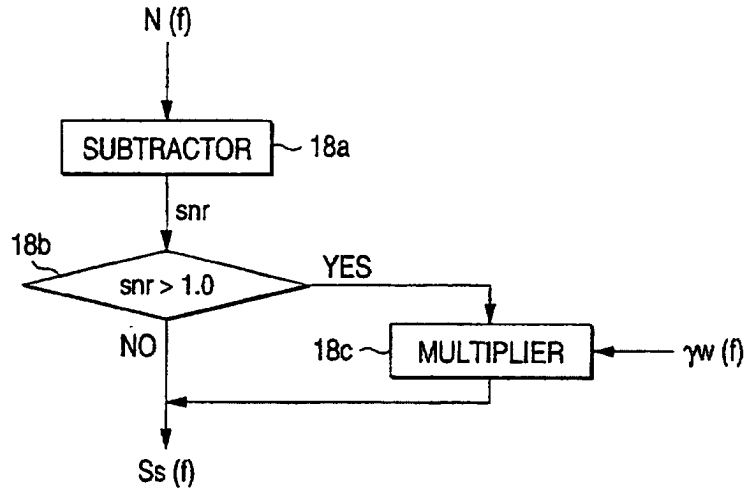 N (f)
SUBTRACTOR
18a
snr
18b
snr > 1.0
YES
NO
18c
MULTIPLIER
γw (f)
Ss (f)